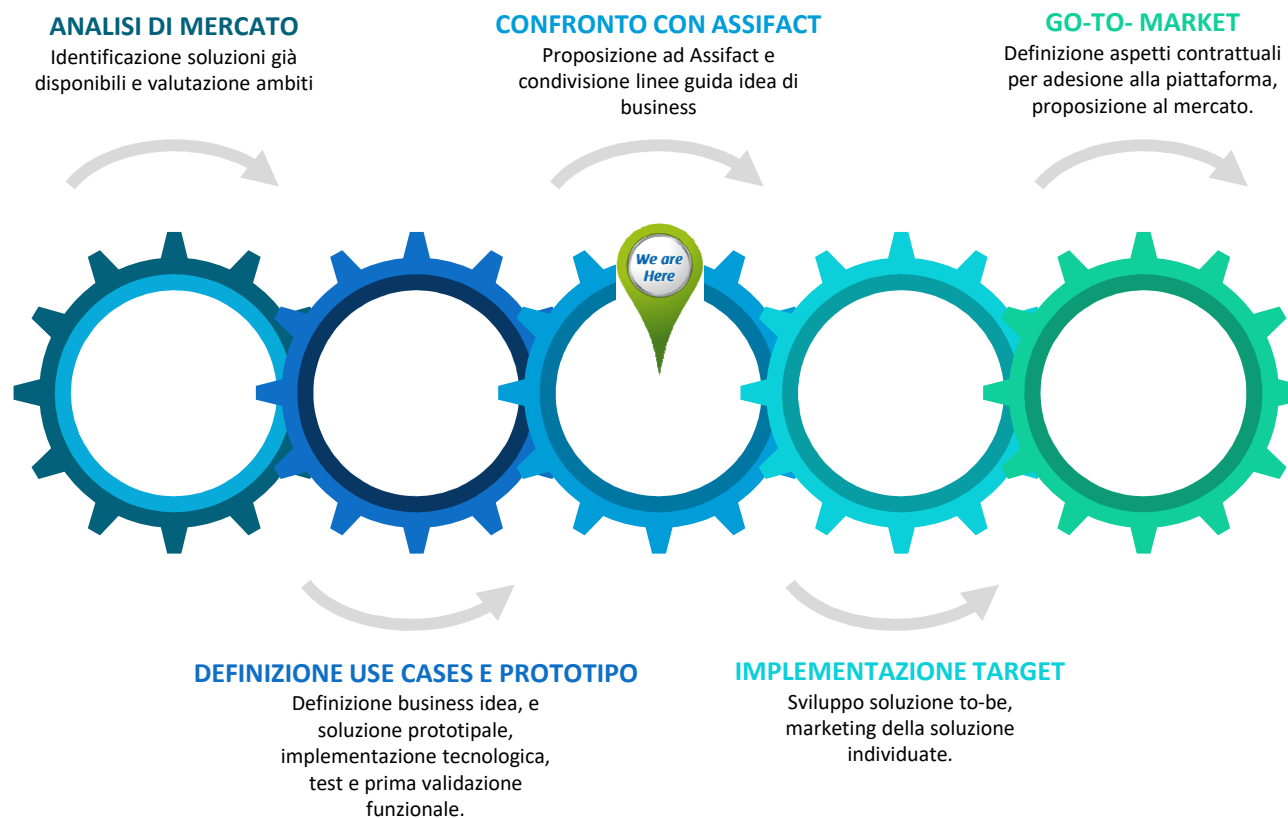 ANALISI DI MERCATO
Identificazione soluzioni già
disponibili e valutazione ambiti
CONFRONTO CON ASSIFACT
Proposizione ad Assifact e
condivisione linee guida idea di
business
GO-TO- MARKET
Definizione aspetti contrattuali
per adesione alla piattaforma,
proposizione al mercato.
We are
Here
DEFINIZIONE USE CASES E PROTOTIPO
Definizione business idea, e
soluzione prototipale,
implementazione tecnologica,
test e prima validazione
funzionale.
IMPLEMENTAZIONE TARGET
Sviluppo soluzione to-be,
marketing della soluzione
individuate.